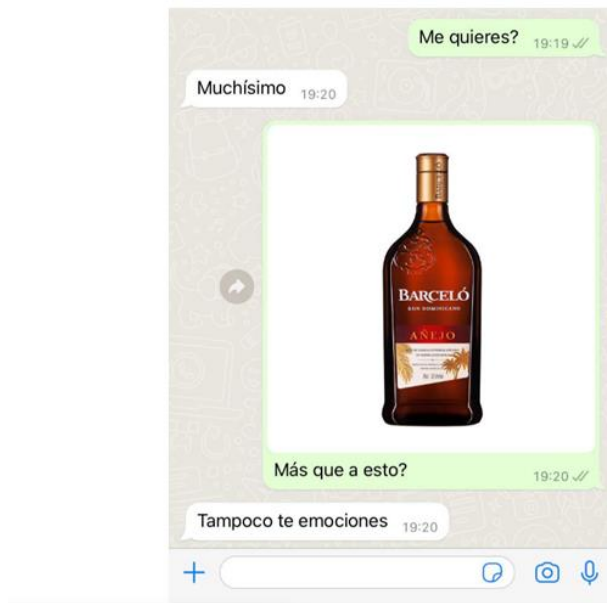 Me quieres? 19:19
Muchísimo 19:20
BARCELÓ
RON DOMINICANO
AÑEJO
Más que a esto? 19:20
Tampoco te emociones 19:20